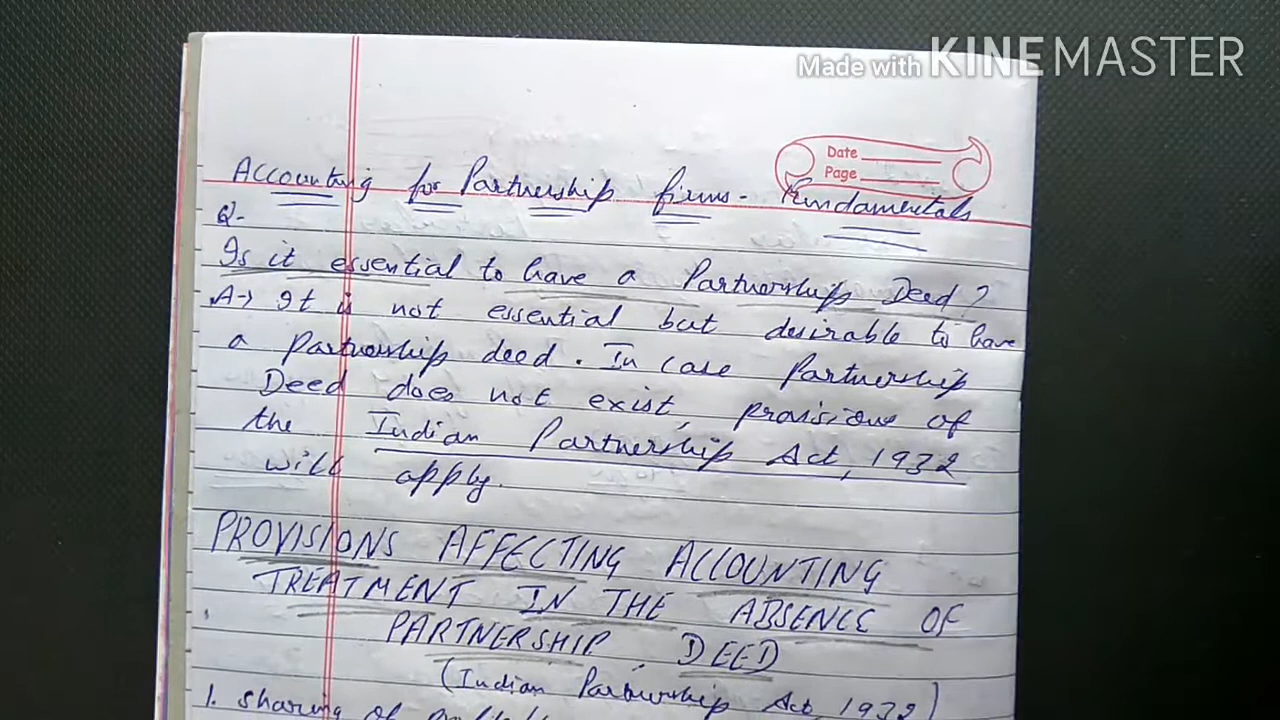 Made with KINEMASTER
Date
Page
Accounting for Partnership firms - Fundamentals
Q-
Is it essential to have a Partnership Deed?
A→ It is not essential but desirable to have
a partnership deed. In case Partnership
Deed does not exist, provisions of
the Indian Partnership Act, 1932
will apply.
PROVISIONS AFFECTING ACCOUNTING
TREATMENT IN THE ABSENCE OF
PARTNERSHIP DEED
(Indian Partnership Act, 1932)
1. Sharing of